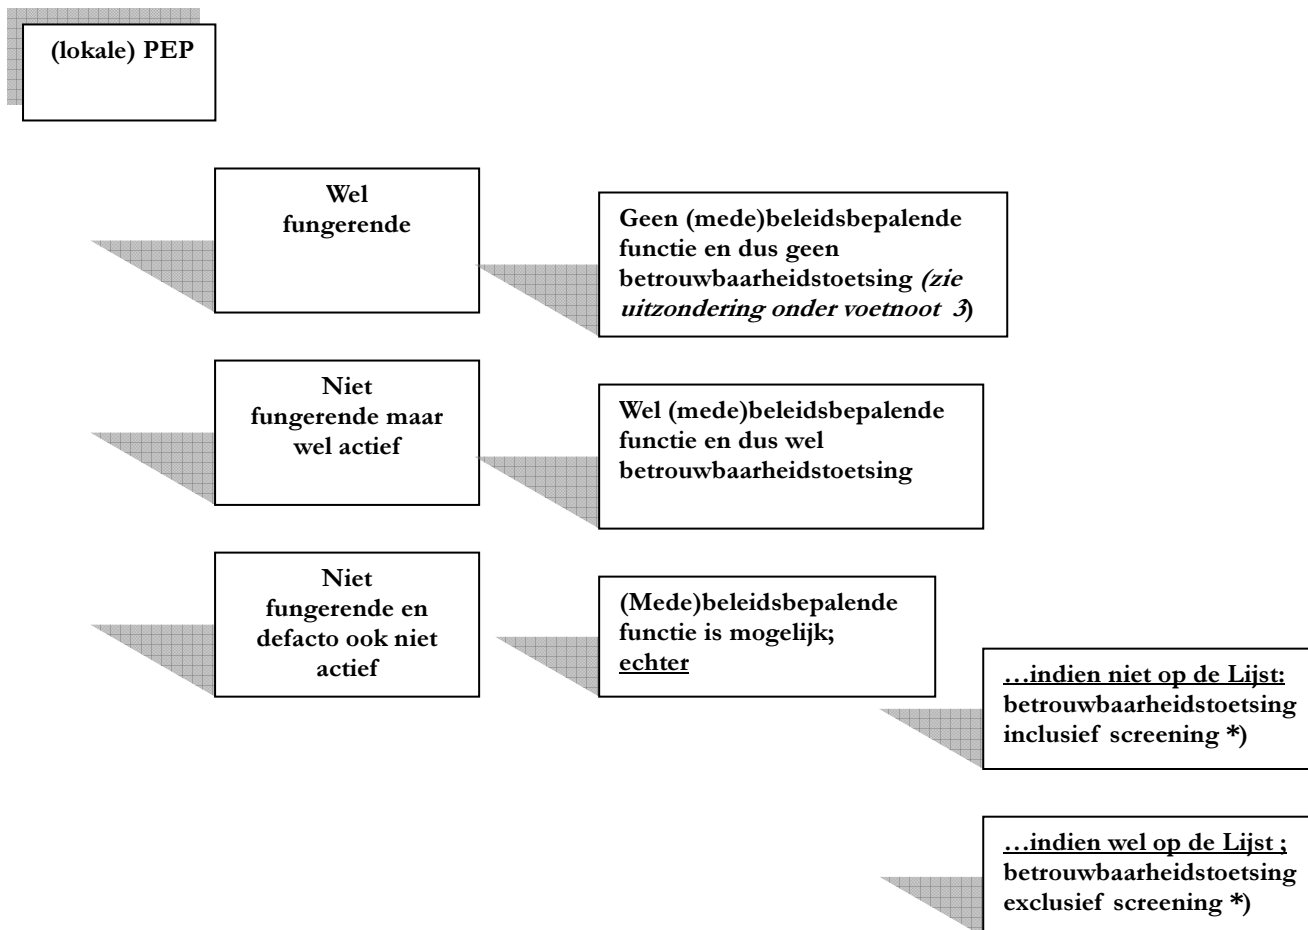 (lokale) PEP
Wel
fungerende
Geen (mede)beleidsbepalende
functie en dus geen
betrouwbaarheidstoetsing (zie
uitzondering onder voetnoot 3)
Niet
fungerende maar
wel actief
Wel (mede)beleidsbepalende
functie en dus wel
betrouwbaarheidstoetsing
Niet
fungerende en
defacto ook niet
actief
(Mede)beleidsbepalende
functie is mogelijk;
echter
…indien niet op de Lijst:
betrouwbaarheidstoetsing
inclusief screening *)
…indien wel op de Lijst ;
betrouwbaarheidstoetsing
exclusief screening *)